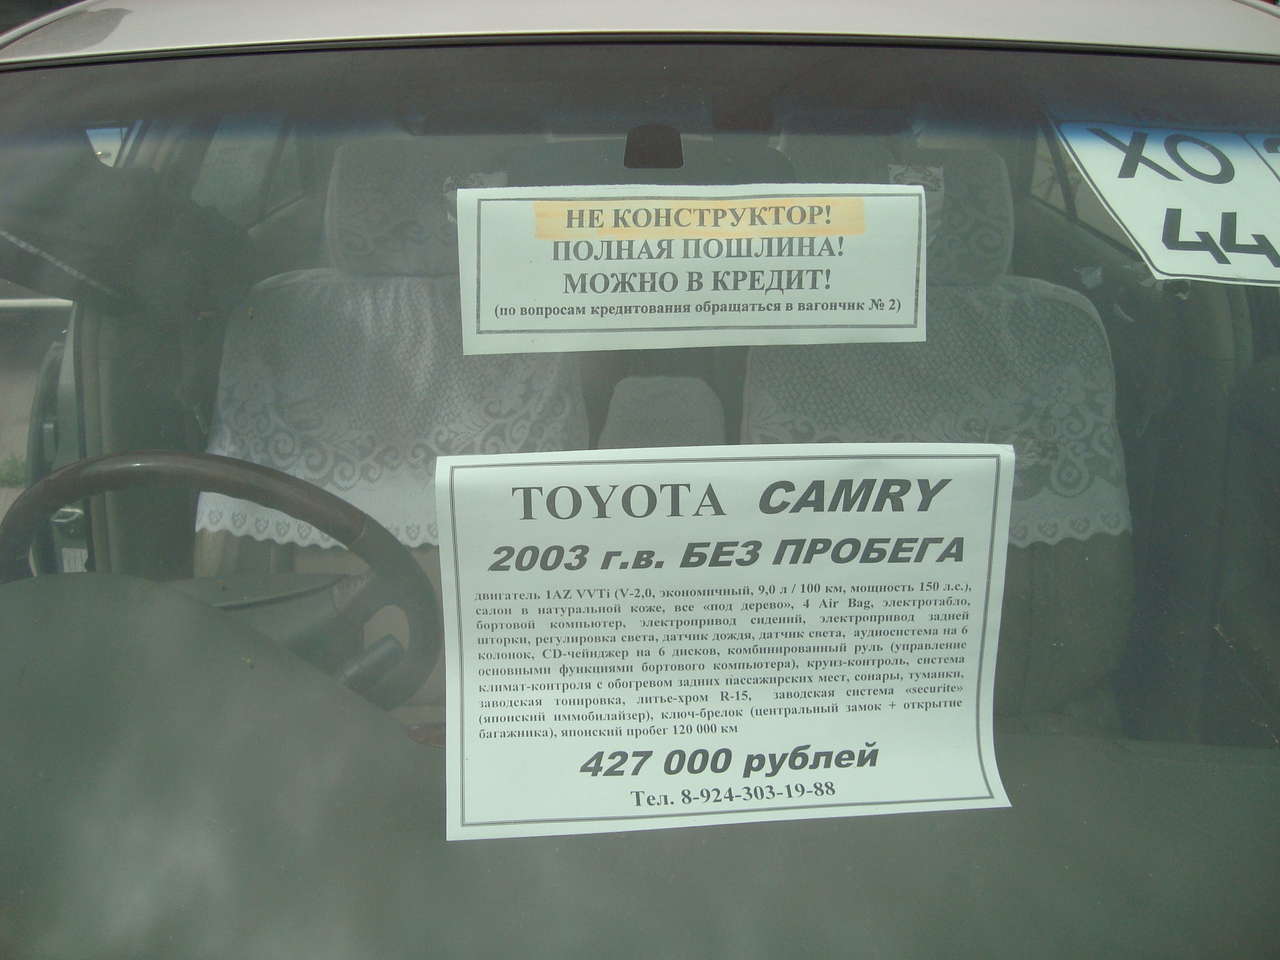 НЕ КОНСТРУКТОР!
ПОЛНАЯ ПОШЛИНА!
МОЖНО В КРЕДИТ!
(по вопросам кредитования обращаться в вагончик № 2)
ХО
44
TOYOTA CAMRY
2003 г.в. БЕЗ ПРОБЕГА
двигатель 1AZ VVTi (V-2,0, экономичный, 9,0 л / 100 км, мощность 150 л.с.),
салон в натуральной коже, все «под дерево», 4 Air Bag, электротабло,
бортовой компьютер, электропривод сидений, электропривод задней
шторки, регулировка света, датчик дождя, датчик света, аудиосистема на 6
колонок, CD-чейнджер на 6 дисков, комбинированный руль (управление
основными функциями бортового компьютера), круиз-контроль, система
климат-контроля с обогревом задних пассажирских мест, сонары, туманки,
заводская тонировка, литье-хром R-15, заводская система «securite»
(японский иммобилайзер), ключ-брелок (центральный замок + открытие
багажника), японский пробег 120 000 км
427 000 рублей
Тел. 8-924-303-19-88